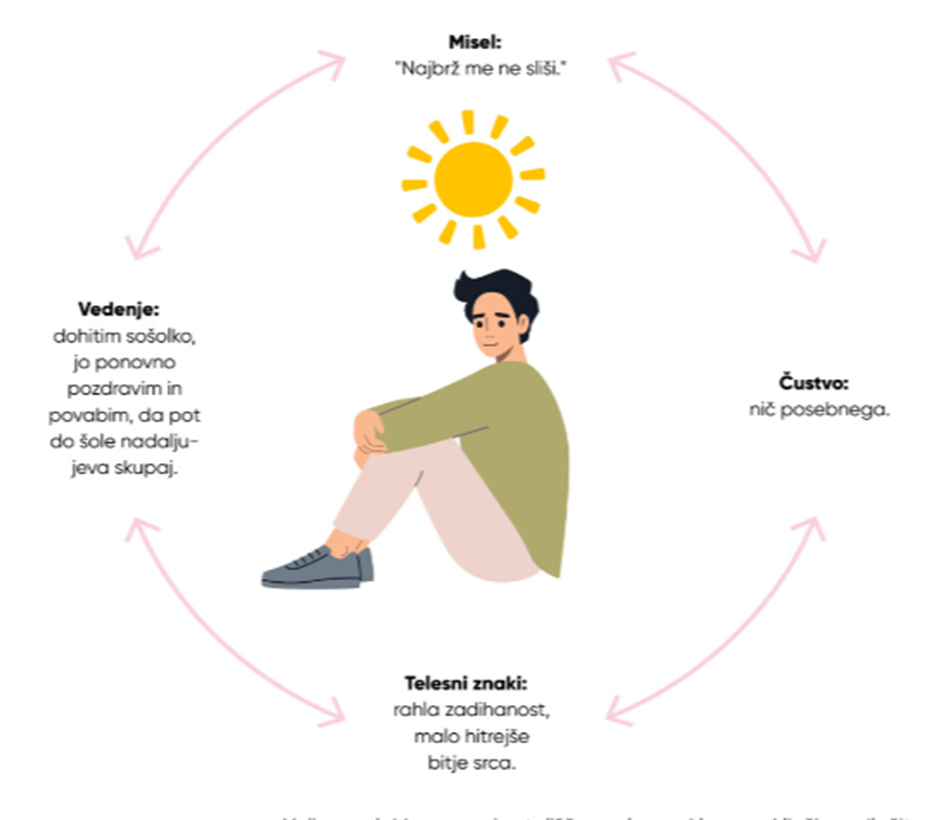 Misel:
"Najbrž me ne sliši."
Vedenje:
dohitim sošolko,
jo ponovno
pozdravim in
povabim, da pot
do šole nadalju-
jeva skupaj.
Čustvo:
nič posebnega.
Telesni znaki:
rahla zadihanost,
malo hitrejše
bitje srca.